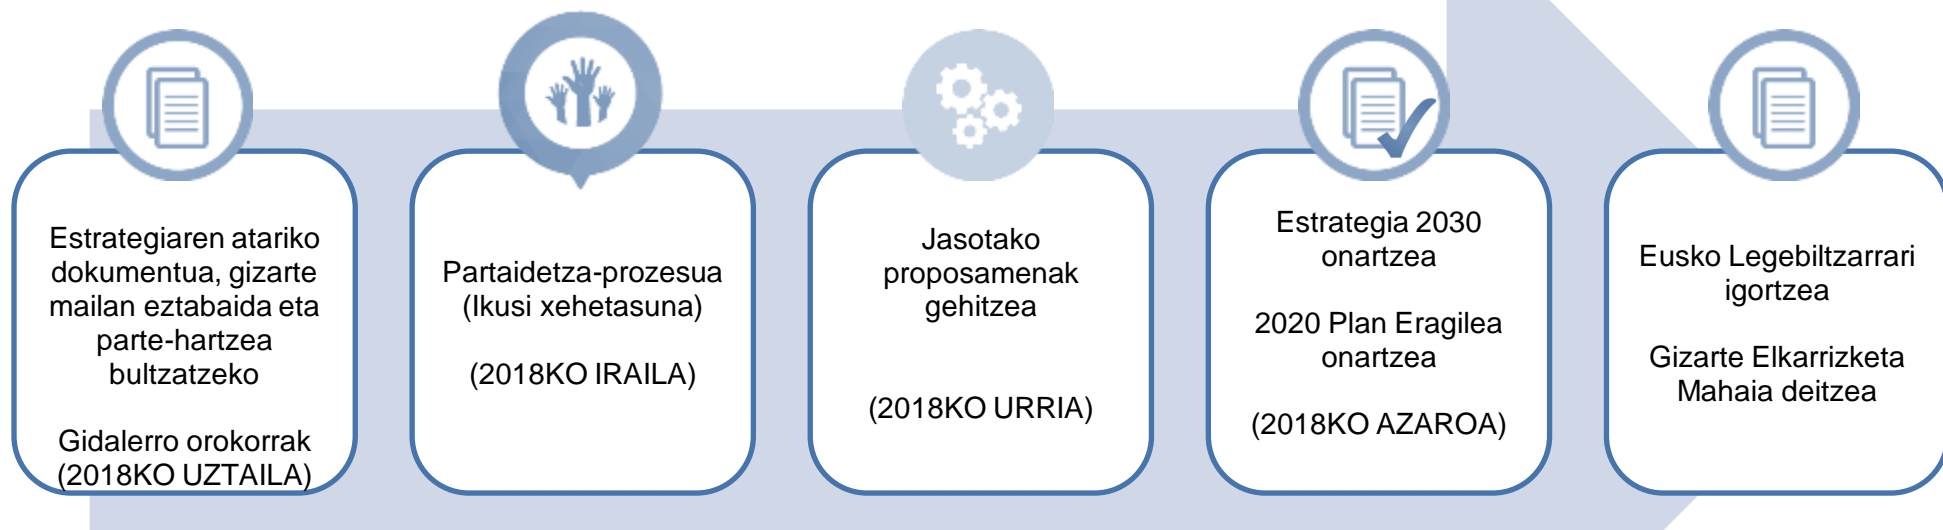 Estrategiaren atariko
dokumentua, gizarte
mailan eztabaida eta
parte-hartzea
bultzatzeko
Gidalerro orokorrak
(2018KO UZTAILA)
Partaidetza-prozesua
(Ikusi xehetasuna)
(2018KO IRAILA)
Jasotako
proposamenak
gehitzea
(2018KO URRIA)
Estrategia 2030
onartzea
2020 Plan Eragilea
onartzea
(2018KO AZAROA)
Eusko Legebiltzarrari
igortzea
Gizarte Elkarrizketa
Mahaia deitzea